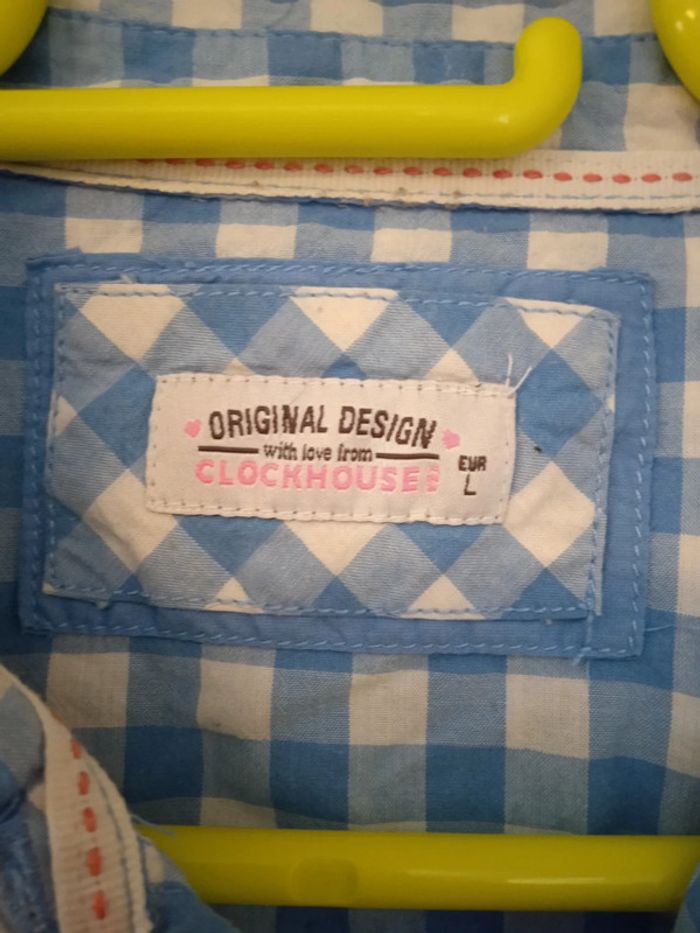 ORIGINAL DESIGN
with love from
CLOCKHOUSE
EUR
L